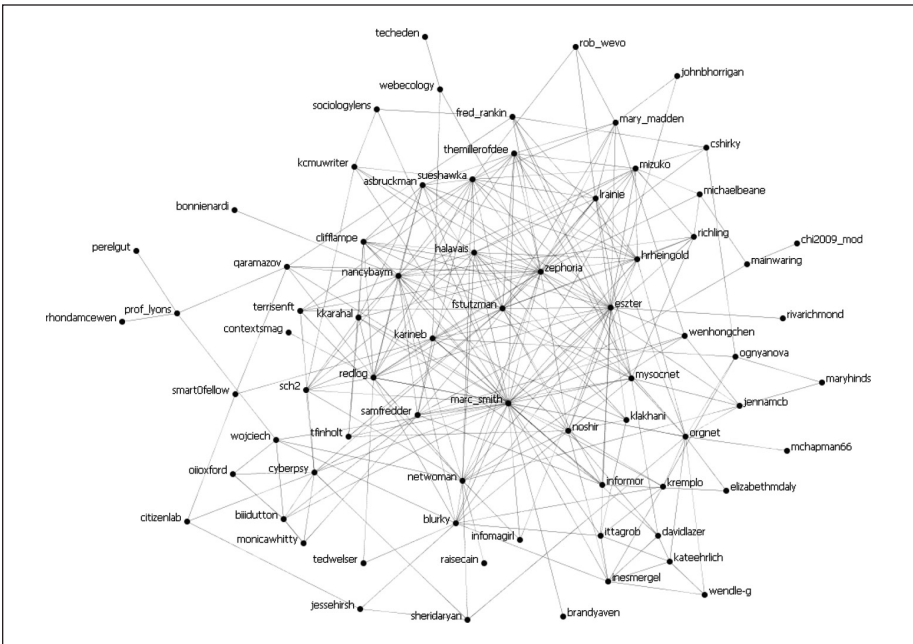 techeden
rob_wevo
johnbhorrigan
webecology
sociologylens
fred_rankin
mary_madden
cshirky
themillerofdee
kcmuwriter
mizuko
asbruckman
sueshawka
lrainie
michaelbeane
bonnienardi
clifflampe
richling
chi2009_mod
perelgut
halavais
hrheingold
mainwaring
qaramazov
nancybaym
zephoria
terrisenft
fstutzman
eszter
prof_lyons
kkarahal
rivarichmond
rhondamcewen
contextsmag
karineb
wenhongchen
ognyanova
redlog
mysocnet
maryhinds
smart0fellow
sch2
marc_smith
jennamcb
samfredder
klakhani
wojciech
tfinholt
noshir
orgnet
mchapman66
oiioxford
cyberpsy
netwoman
informor
kremplo
elizabethmdaly
citizenlab
biiidutton
blurky
monicawhitty
infomagirl
ittagrob
davidlazer
tedwelser
raisecain
kateehrlich
inesmergel
wendle-g
jessehirsh
sheridaryan
brandyaven